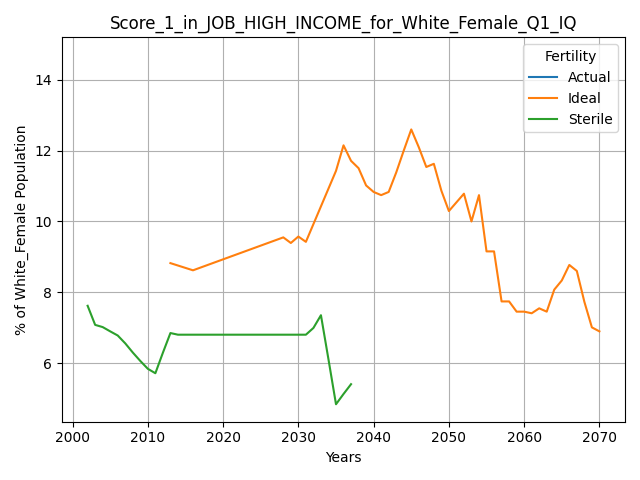 Score_1_in_JOB_HIGH_INCOME_for_White_Female_Q1_IQ
Fertility
Actual
Ideal
Sterile
% of White_Female Population
14
12
10
8
6
2000 2010 2020 2030 2040 2050 2060 2070
Years